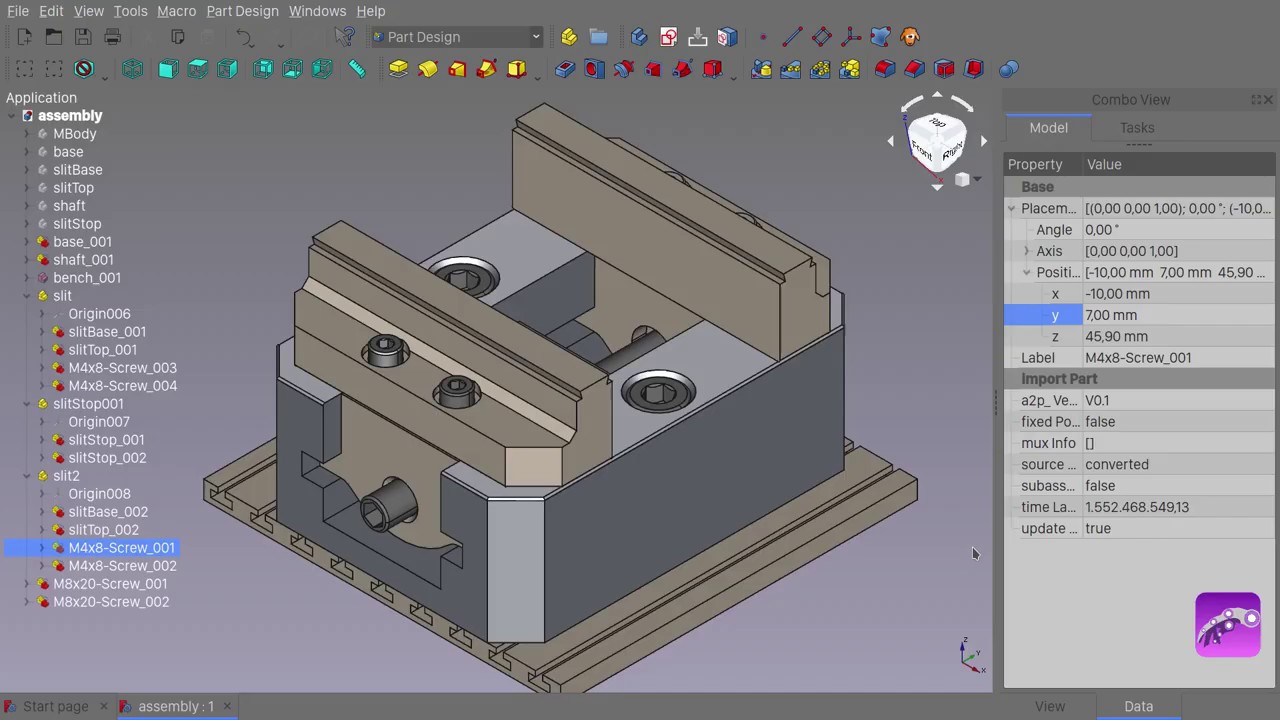 File Edit View Tools Macro Part Design Windows Help
Part Design
Application
assembly
MBody
base
slitBase
slitTop
shaft
slitStop
base_001
shaft_001
bench_001
slit
Origin006
slitBase_001
slitTop_001
M4x8-Screw_003
M4x8-Screw_004
slitStop001
Origin007
slitStop_001
slitStop_002
slit2
Origin008
slitBase_002
slitTop_002
M4x8-Screw_001
M4x8-Screw_002
M8x20-Screw_001
M8x20-Screw_002
Top
Front
Right
Z
X
Z
Y
X
Combo View
Model Tasks
Property Value
Base
Placem... [(0,00 0,00 1,00); 0,00 °; (-10,0...
Angle 0,00 °
Axis [0,00 0,00 1,00]
Positi... [-10,00 mm 7,00 mm 45,90 ...
x -10,00 mm
y 7,00 mm
z 45,90 mm
Label M4x8-Screw_001
Import Part
a2p_ Ve... V0.1
fixed Po... false
mux Info []
source ... converted
subass... false
time La... 1.552.468.549,13
update ... true
View Data
Start page assembly : 1